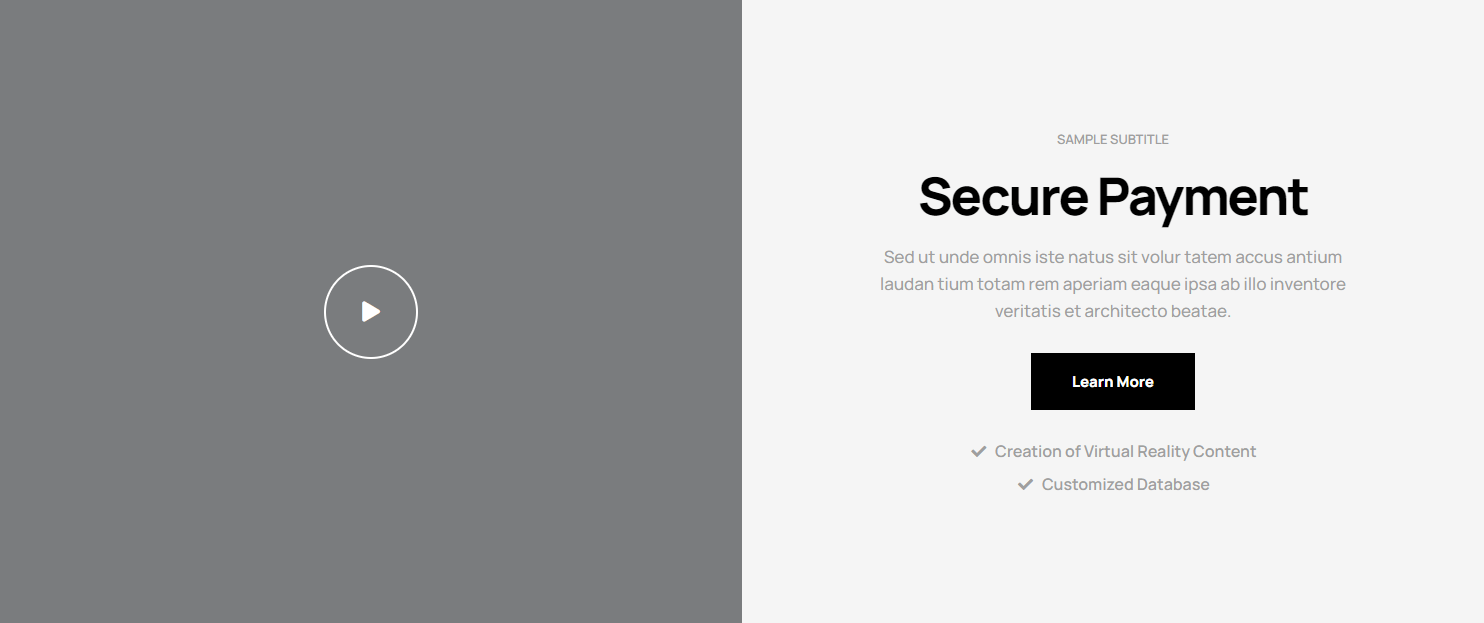 SAMPLE SUBTITLE
Secure Payment
Sed ut unde omnis iste natus sit volur tatem accus antium
laudan tium totam rem aperiam eaque ipsa ab illo inventore
veritatis et architecto beatae.
Learn More
Creation of Virtual Reality Content
Customized Database